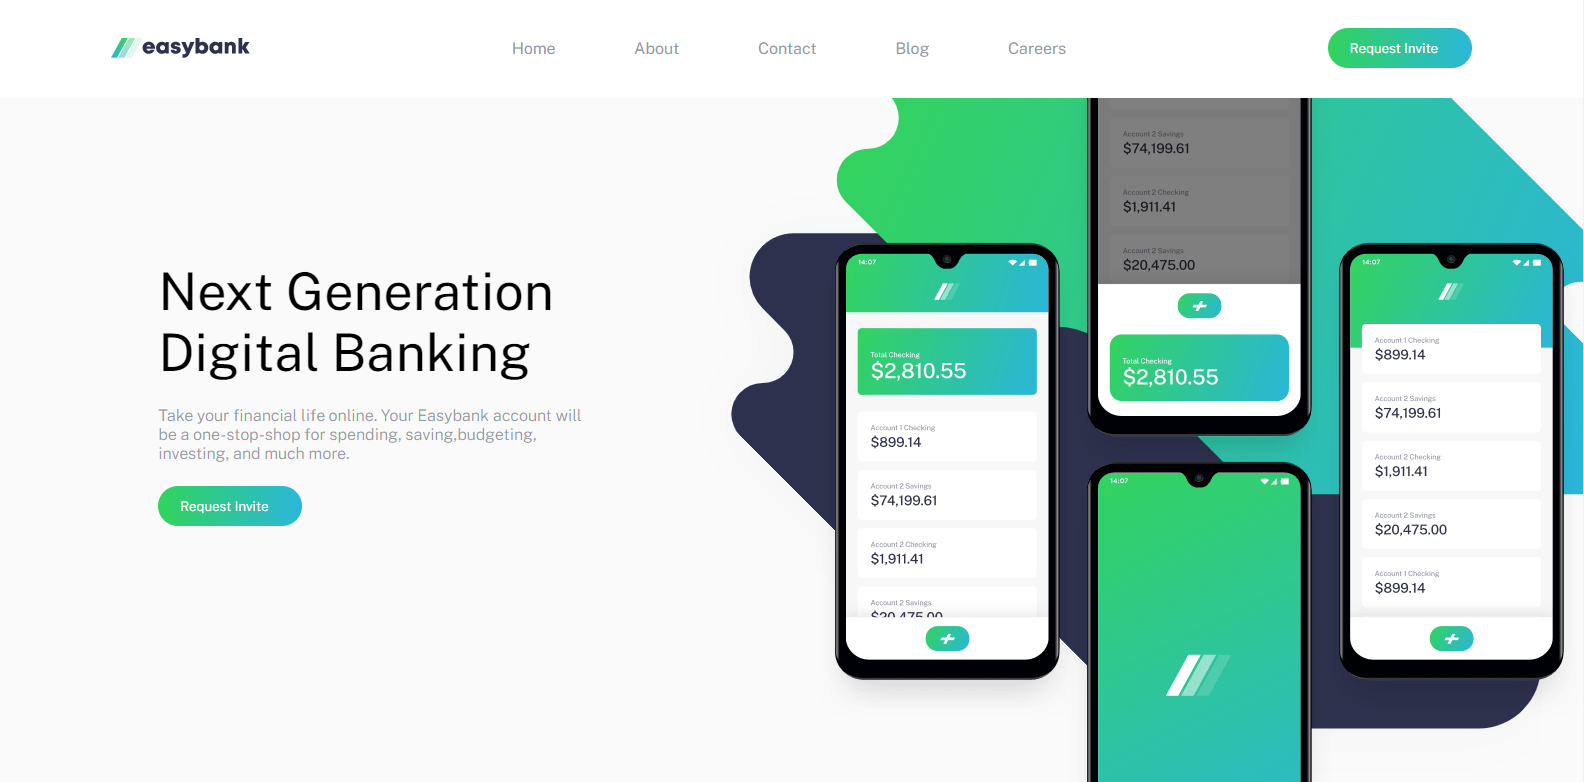 easybank
Home
About
Contact
Blog
Careers
Request Invite
Next Generation
Digital Banking
Take your financial life online. Your Easybank account will
be a one-stop-shop for spending, saving,budgeting,
investing, and much more.
Request Invite
14:07
Total Checking
$2,810.55
Account 1 Checking
$899.14
Account 2 Savings
$74,199.61
Account 2 Checking
$1,911.41
Account 2 Savings
$20,475.00
Account 2 Savings
$74,199.61
Account 2 Checking
$1,911.41
Account 2 Savings
$20,475.00
Total Checking
$2,810.55
14:07
14:07
Account 1 Checking
$899.14
Account 2 Savings
$74,199.61
Account 2 Checking
$1,911.41
Account 2 Savings
$20,475.00
Account 1 Checking
$899.14